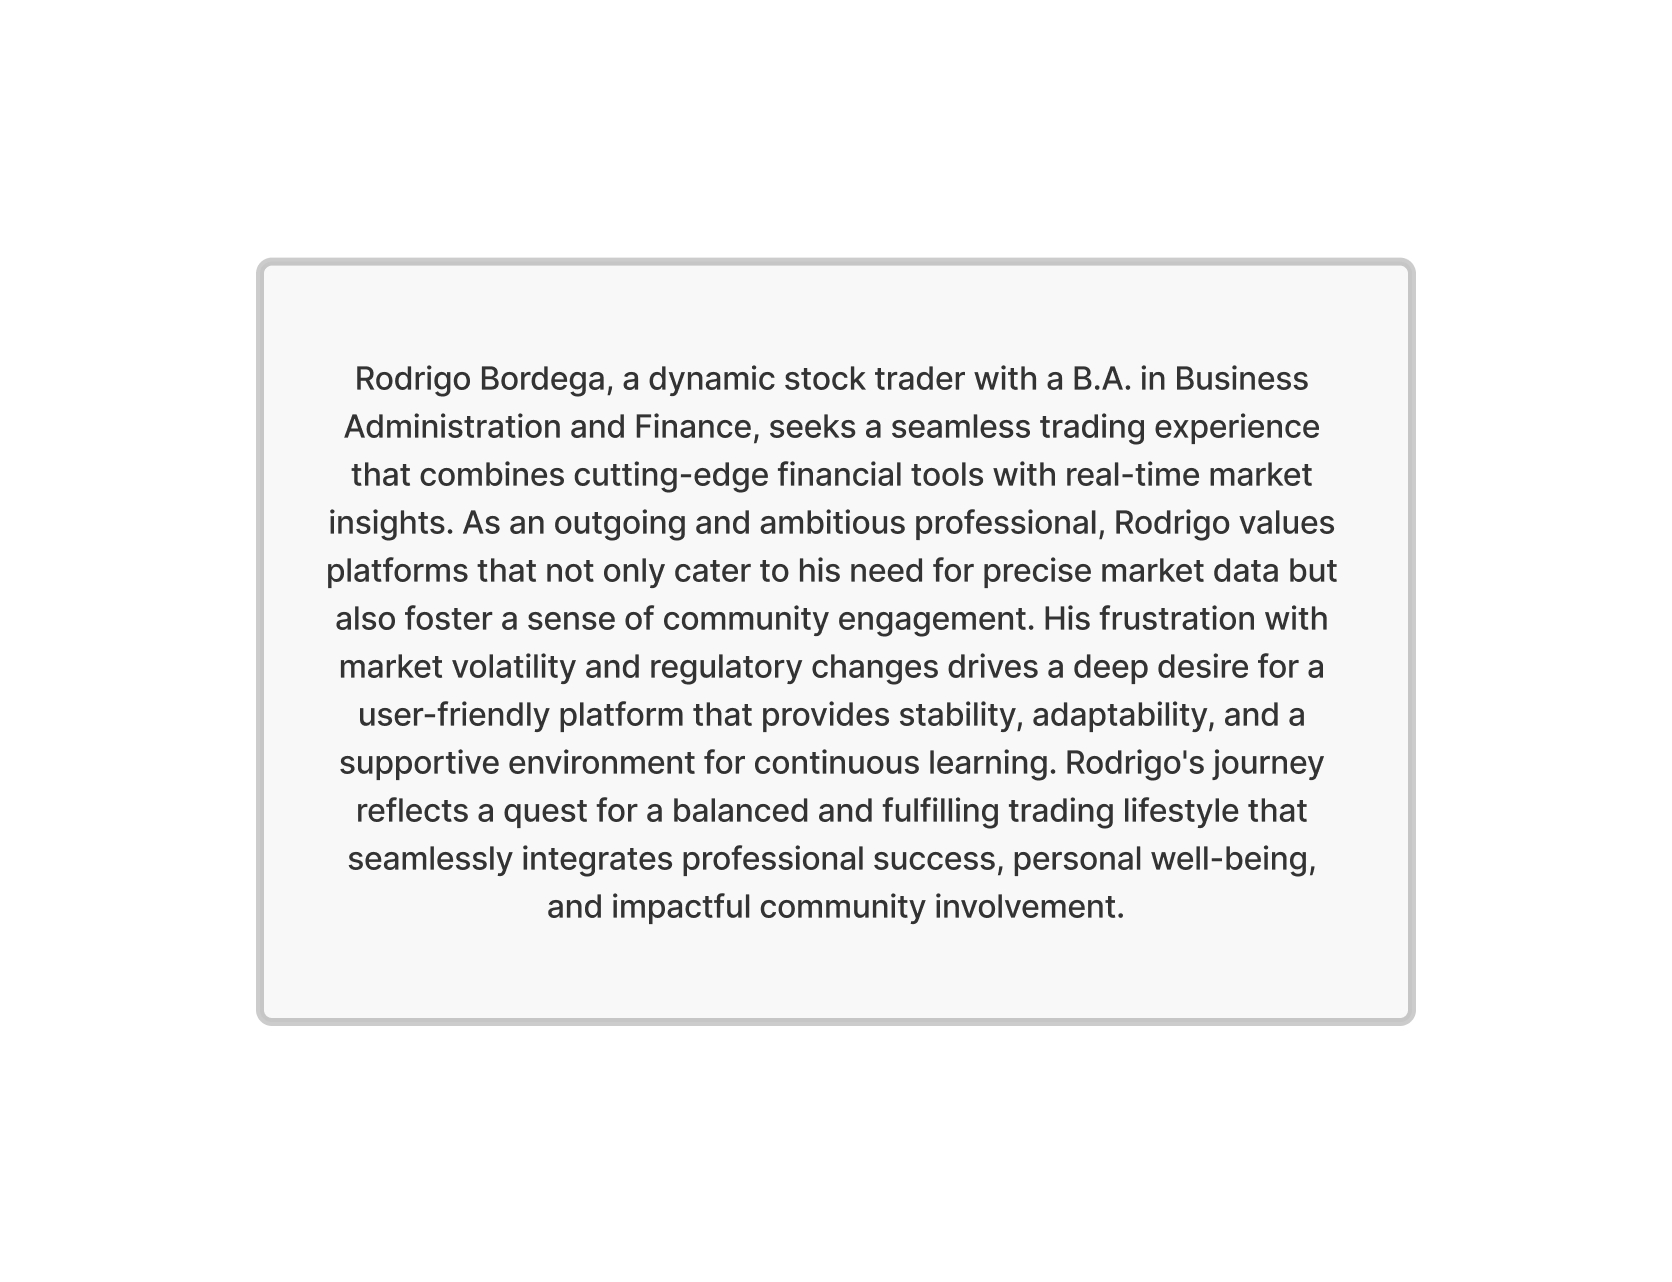 Rodrigo Bordega, a dynamic stock trader with a B.A. in Business
Administration and Finance, seeks a seamless trading experience
that combines cutting-edge financial tools with real-time market
insights. As an outgoing and ambitious professional, Rodrigo values
platforms that not only cater to his need for precise market data but
also foster a sense of community engagement. His frustration with
market volatility and regulatory changes drives a deep desire for a
user-friendly platform that provides stability, adaptability, and a
supportive environment for continuous learning. Rodrigo's journey
reflects a quest for a balanced and fulfilling trading lifestyle that
seamlessly integrates professional success, personal well-being,
and impactful community involvement.